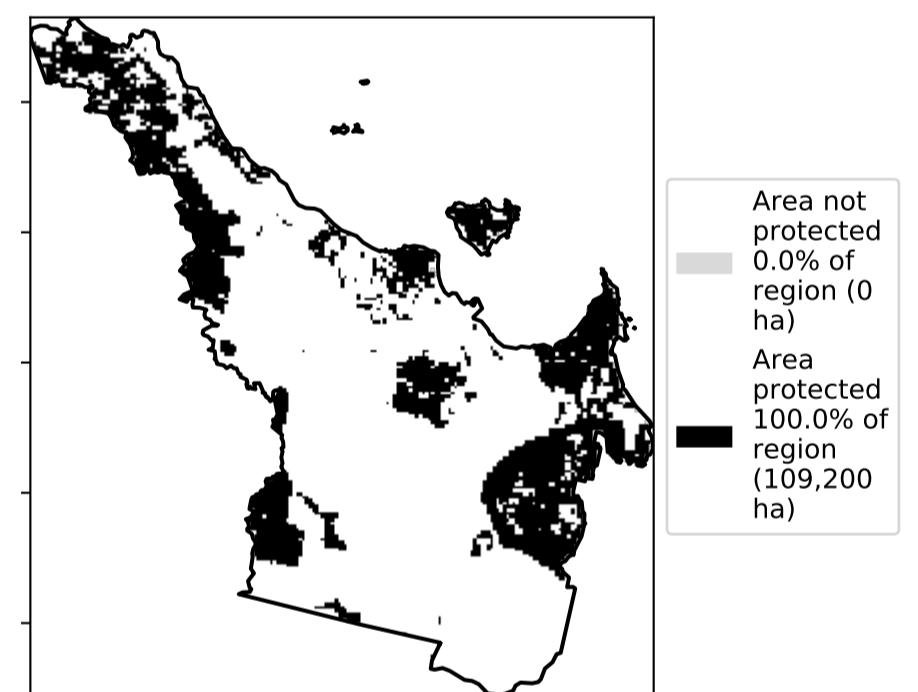 Area not
protected
0.0% of
region (0
ha)
Area
protected
100.0% of
region
(109,200
ha)